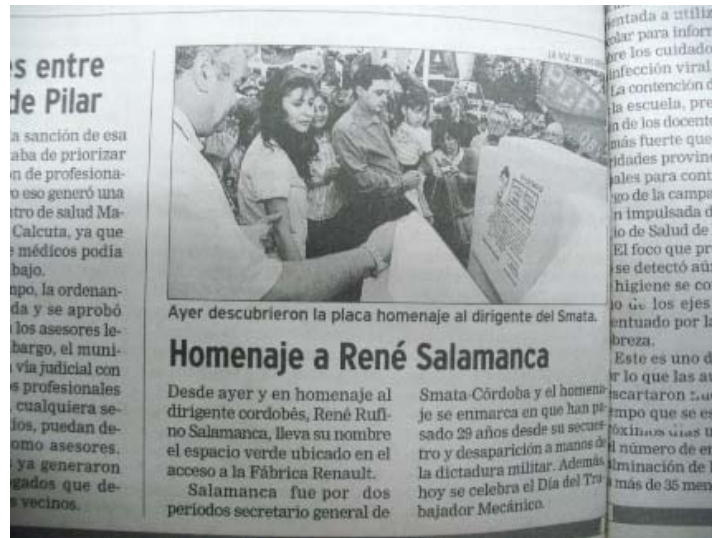 s entre
de Pilar
a sanción de esa
aba de priorizar
n de profesiona-
o eso generó una
tro de salud Ma-
Calcuta, ya que
médicos podía
bajo.
npo, la ordenan-
da y se aprobó
los asesores le-
bargo, el muni-
vía judicial con
s profesionales
cualquiera se-
ios, puedan de-
omo asesores.
ya generaron
gados que de-
s vecinos.
Ayer descubrieron la placa homenaje al dirigente del Smata.
Homenaje a René Salamanca
Desde ayer y en homenaje al
dirigente cordobés, René Rufi-
no Salamanca, lleva su nombre
el espacio verde ubicado en el
acceso a la Fábrica Renault.
Salamanca fue por dos
períodos secretario general de
Smata-Córdoba y el homena-
je se enmarca en que han pa-
sado 29 años desde su secues-
tro y desaparición a manos de
la dictadura militar. Además,
hoy se celebra el Día del Tra-
bajador Mecánico.
entada a utiliz
olar para inform
re los cuidado
infección viral
La contención d
la escuela, pre
n de los docente
más fuerte que
idades provinc
ales para cont
go de la campa
n impulsada d
io de Salud de
El foco que pr
se detectó aún
higiene se co
lo de los ejes
entuado por la
breza.
Este es uno d
r lo que las au
scartaron
mpo que se es
óximos días u
l número de en
lminación de l
más de 35 men